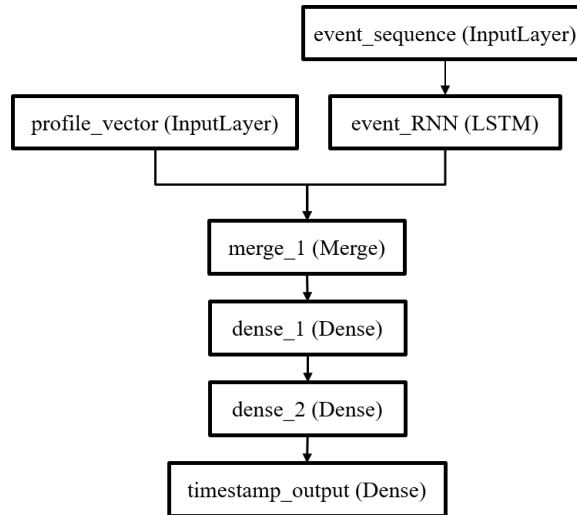 event_sequence (InputLayer)
profile_vector (InputLayer)
event_RNN (LSTM)
merge_1 (Merge)
dense_1 (Dense)
dense_2 (Dense)
timestamp_output (Dense)